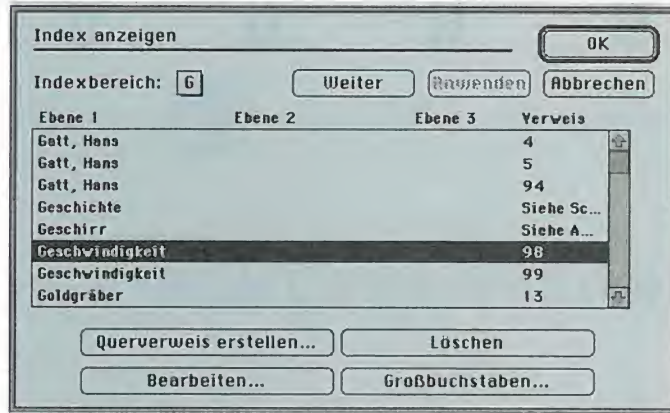 Index anzeigen
OK
Indexbereich: G Weiter Anwenden Abbrechen
Ebene 1 Ebene 2 Ebene 3 Verweis
Gatt, Hans 4
Gatt, Hans 5
Gatt, Hans 94
Geschichte Siehe Sc...
Geschirr Siehe A...
Geschwindigkeit 98
Geschwindigkeit 99
Goldgräber 13
Querverweis erstellen... Löschen
Bearbeiten... Großbuchstaben...